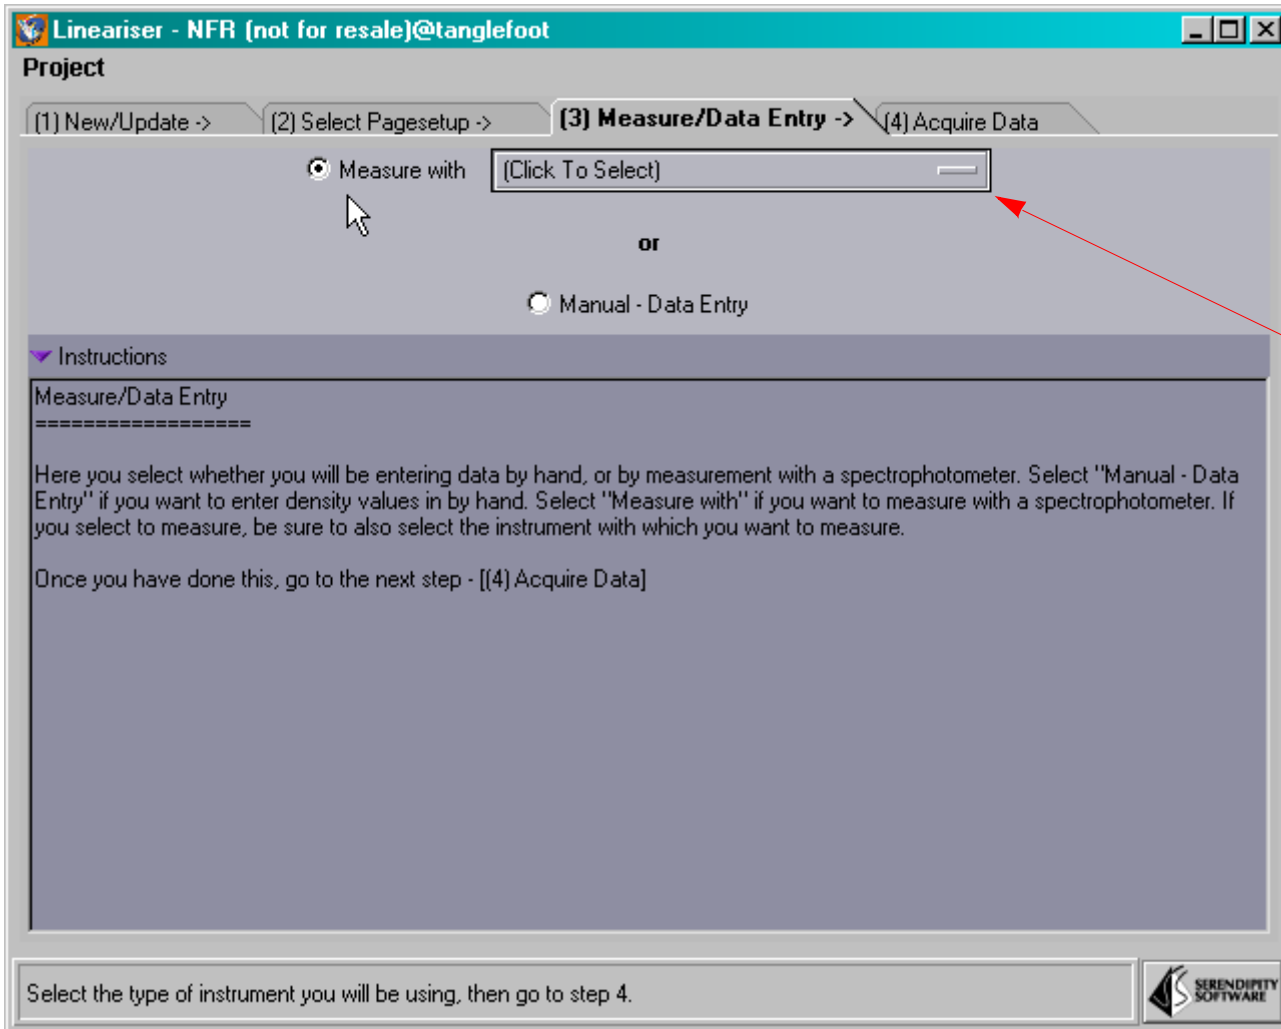 Lineariser - NFR (not for resale)@tanglefoot
Project
(1) New/Update ->
(2) Select Pagesetup ->
(3) Measure/Data Entry ->
(4) Acquire Data
Measure with
(Click To Select)
or
Manual - Data Entry
Instructions
Measure/Data Entry
==================
Here you select whether you will be entering data by hand, or by measurement with a spectrophotometer. Select "Manual - Data
Entry" if you want to enter density values in by hand. Select "Measure with" if you want to measure with a spectrophotometer. If
you select to measure, be sure to also select the instrument with which you want to measure.
Once you have done this, go to the next step - [(4) Acquire Data]
Select the type of instrument you will be using, then go to step 4.
SERENDIPITY
SOFTWARE